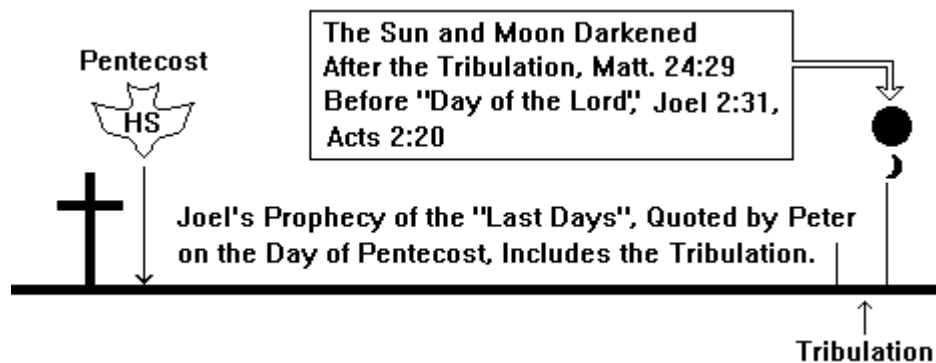 Pentecost
HS
The Sun and Moon Darkened
After the Tribulation, Matt. 24:29
Before "Day of the Lord", Joel 2:31,
Acts 2:20
Joel's Prophecy of the "Last Days", Quoted by Peter
on the Day of Pentecost, Includes the Tribulation.
Tribulation